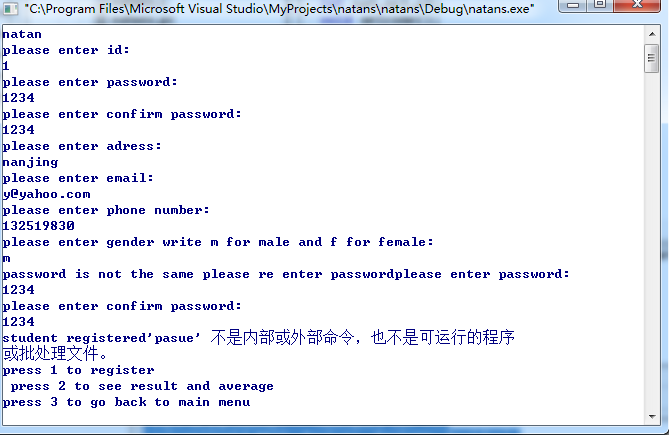 "C:\Program Files\Microsoft Visual Studio\MyProjects\natans\natans\Debug\natans.exe"
natan
please enter id:
1
please enter password:
1234
please enter confirm password:
1234
please enter adress:
nanjing
please enter email:
y@yahoo.com
please enter phone number:
132519830
please enter gender write m for male and f for female:
m
password is not the same please re enter passwordplease enter password:
1234
please enter confirm password:
1234
student registered'pasue' 不是内部或外部命令，也不是可运行的程序
或批处理文件。
press 1 to register
 press 2 to see result and average
press 3 to go back to main menu